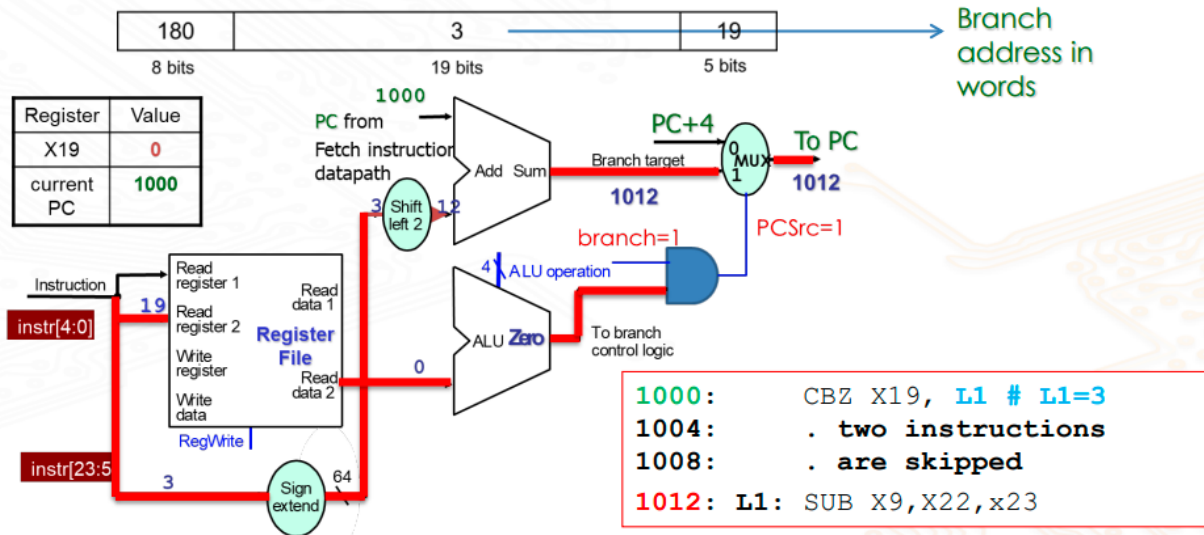 180 3 19
8 bits 19 bits 5 bits
Branch
address in
words
Register Value
X19 0
current
PC 1000
1000
PC from
Fetch instruction
datapath
Add Sum
Branch target
1012
PC+4
0
MUX
1
To PC
1012
3
Shift
left 2
12
branch=1
PCSrc=1
4
ALU operation
Instruction
instr[4:0]
19
Read
register 1
Read
register 2
Write
register
Write
data
Read
data 1
Register
File
Read
data 2
RegWrite
0
ALU Zero
To branch
control logic
instr[23:5
3
Sign
extend
64
1000: CBZ X19, L1 # L1=3
1004: . two instructions
1008: . are skipped
1012: L1: SUB X9,X22,x23